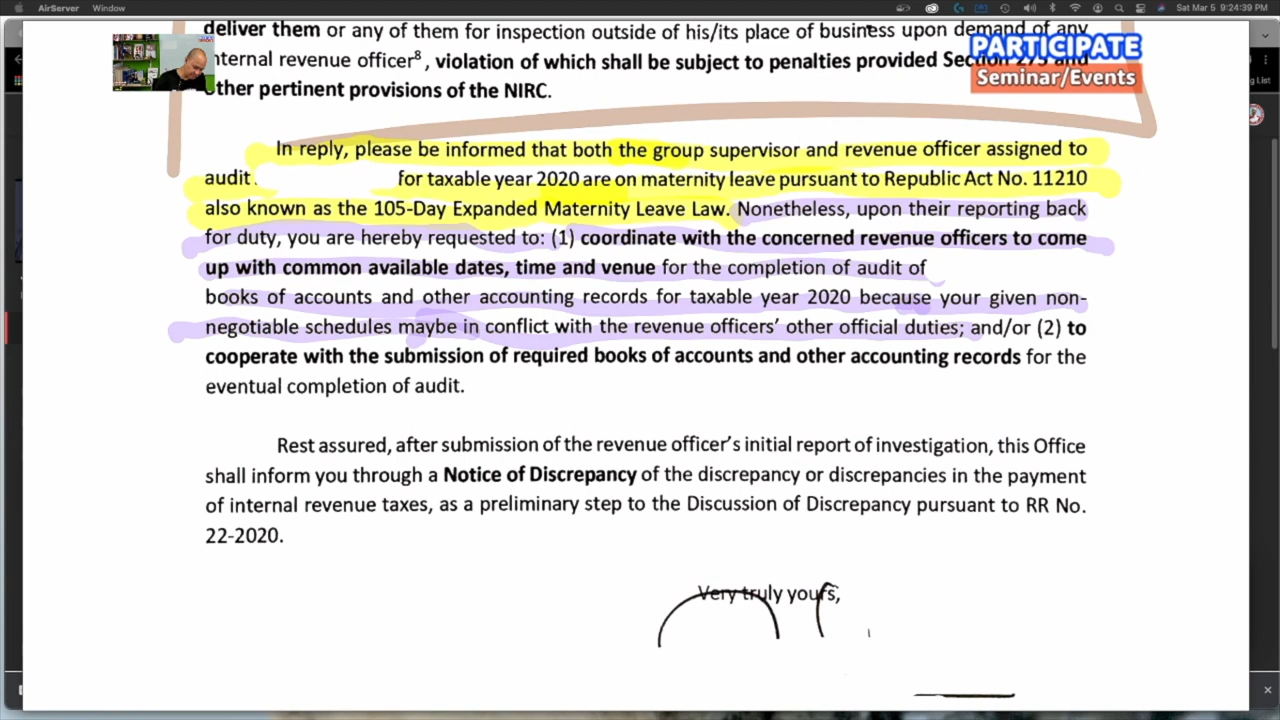 AirServer Window Sat Mar 5 9:24:39 PM
deliver them or any of them for inspection outside of his/its place of business upon demand of any
PARTICIPATE
Seminar/Events
nternal revenue officer⁸, violation of which shall be subject to penalties provided Section 275 and
ther pertinent provisions of the NIRC.
ng List
In reply, please be informed that both the group supervisor and revenue officer assigned to
audit for taxable year 2020 are on maternity leave pursuant to Republic Act No. 11210
also known as the 105-Day Expanded Maternity Leave Law. Nonetheless, upon their reporting back
for duty, you are hereby requested to: (1) coordinate with the concerned revenue officers to come
up with common available dates, time and venue for the completion of audit of
books of accounts and other accounting records for taxable year 2020 because your given non-
negotiable schedules maybe in conflict with the revenue officers' other official duties; and/or (2) to
cooperate with the submission of required books of accounts and other accounting records for the
eventual completion of audit.
Rest assured, after submission of the revenue officer's initial report of investigation, this Office
shall inform you through a Notice of Discrepancy of the discrepancy or discrepancies in the payment
of internal revenue taxes, as a preliminary step to the Discussion of Discrepancy pursuant to RR No.
22-2020.
Very truly yours,